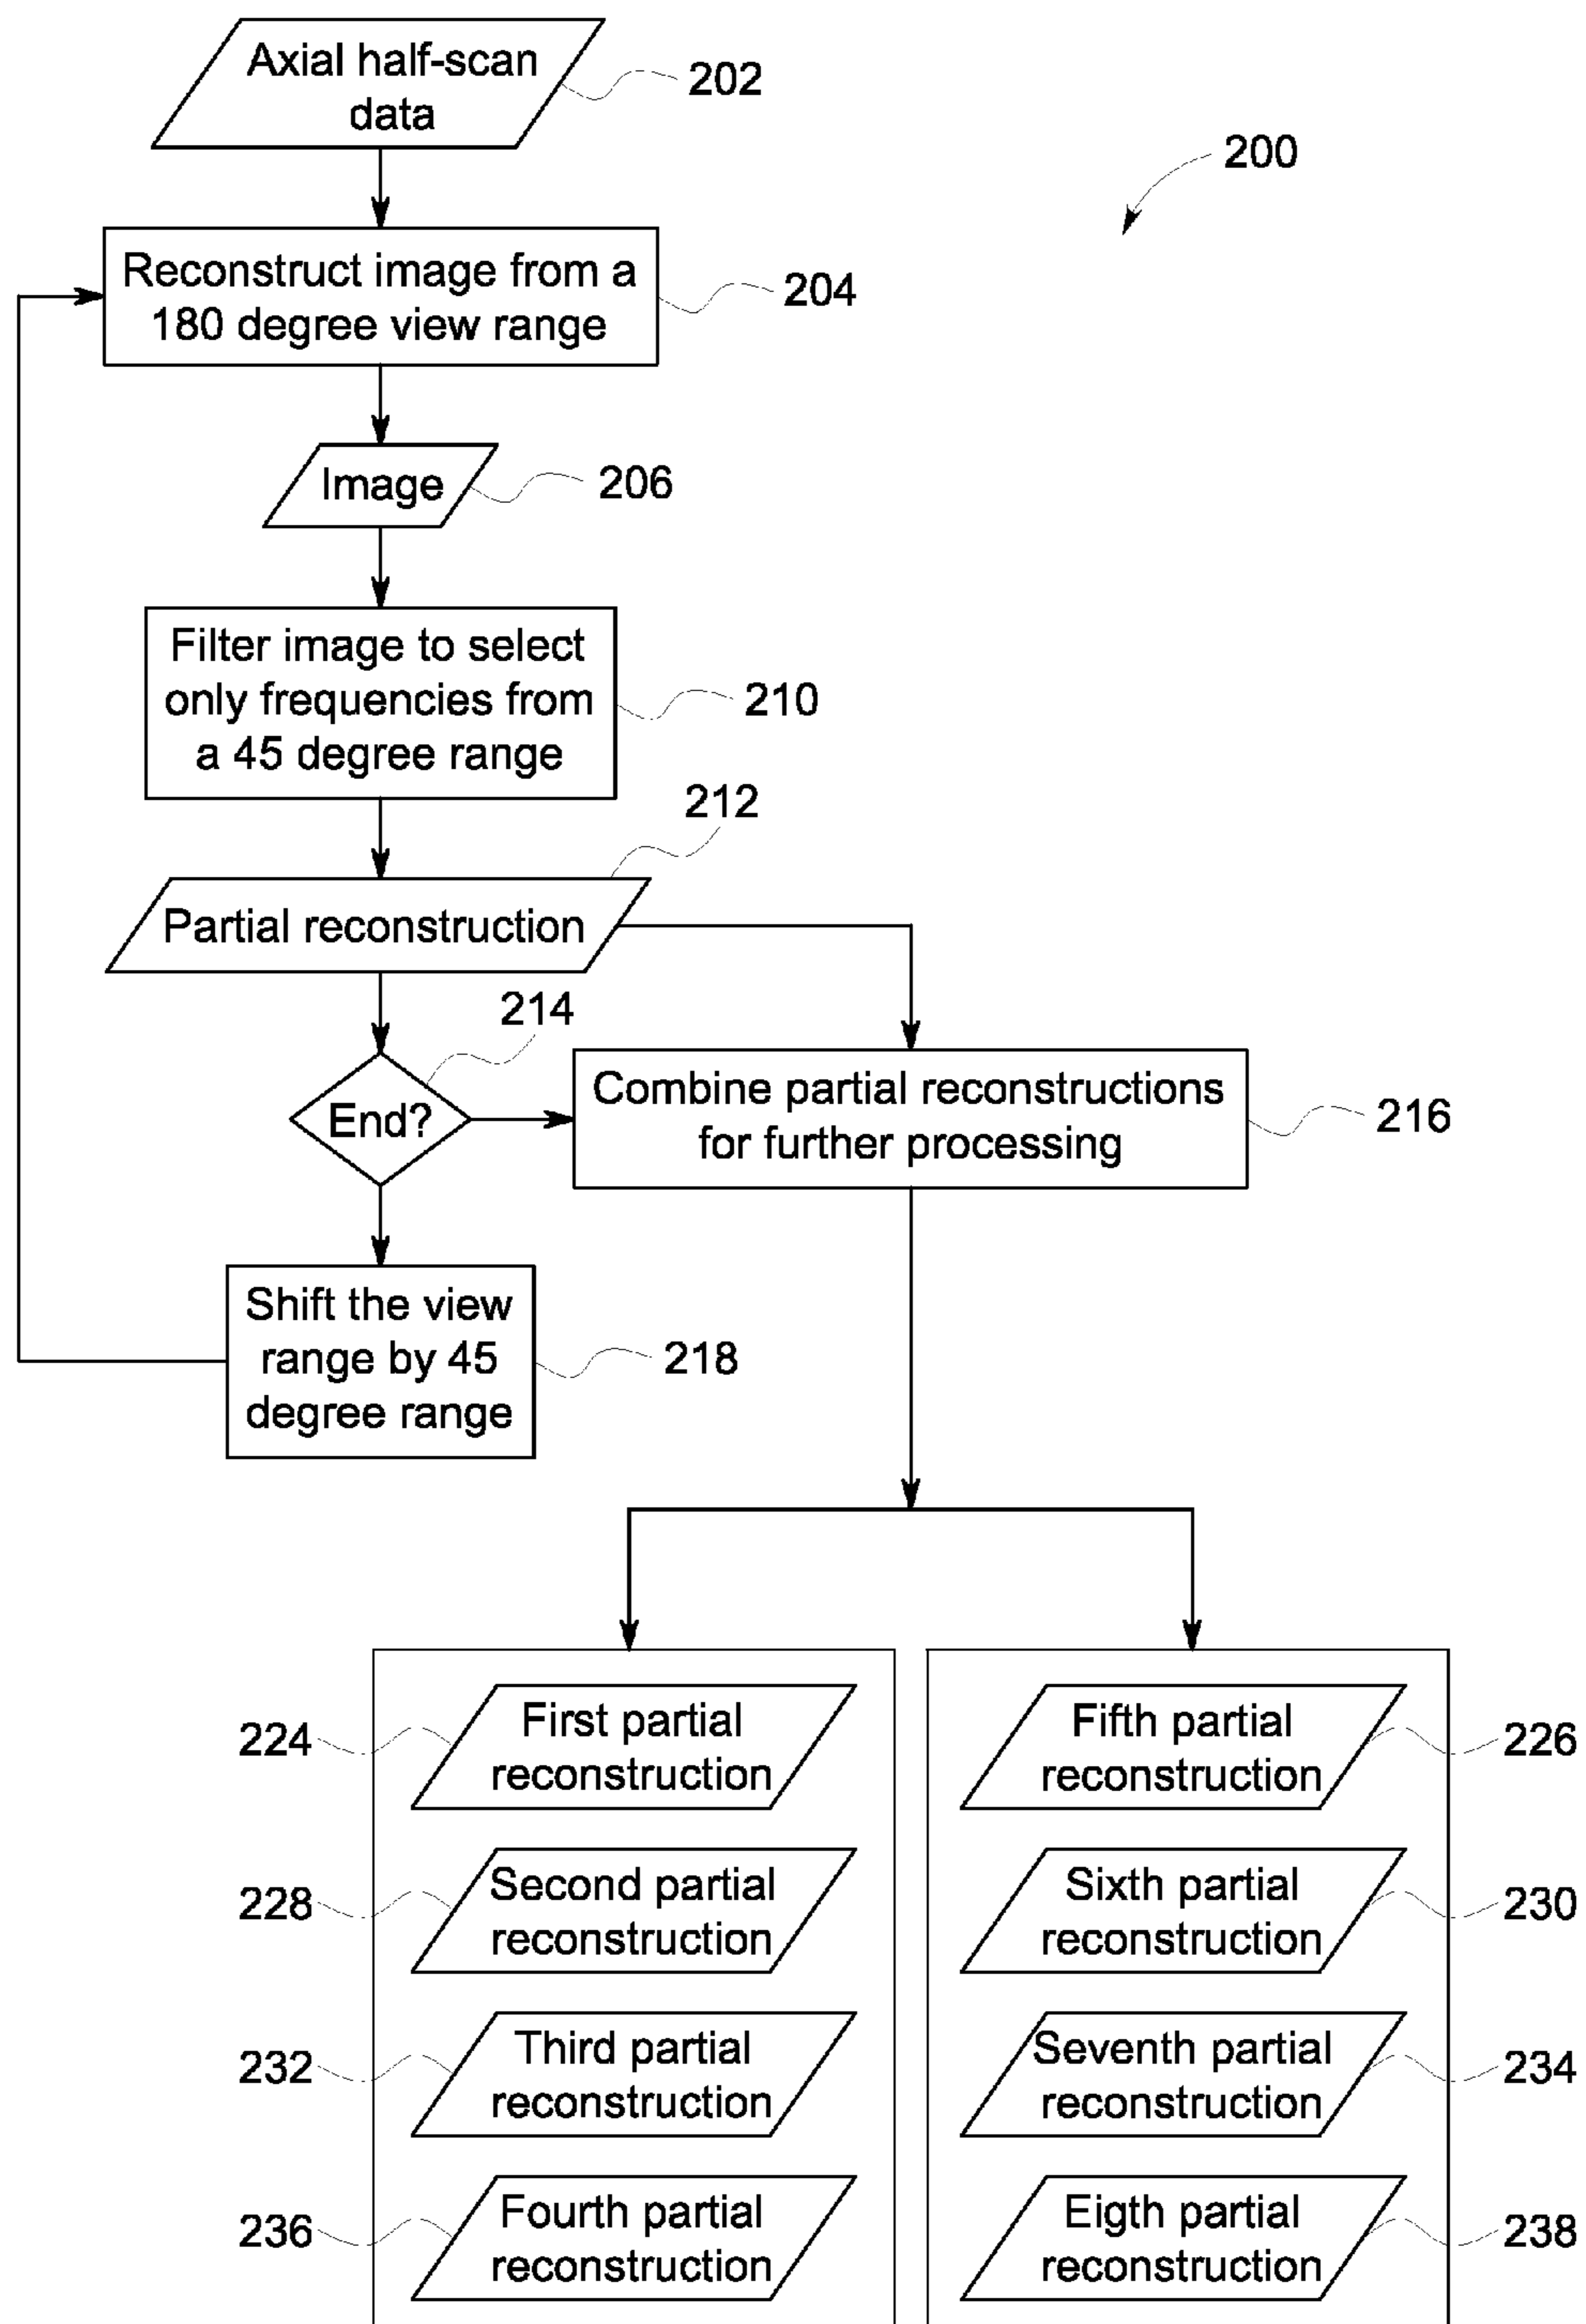 Axial half-scan
data
202
200
Reconstruct image from a
180 degree view range
204
Image
206
Filter image to select
only frequencies from
a 45 degree range
210
212
Partial reconstruction
214
End?
Combine partial reconstructions
for further processing
216
Shift the view
range by 45
degree range
218
224
First partial
reconstruction
Fifth partial
reconstruction
226
228
Second partial
reconstruction
Sixth partial
reconstruction
230
232
Third partial
reconstruction
Seventh partial
reconstruction
234
236
Fourth partial
reconstruction
Eigth partial
reconstruction
238